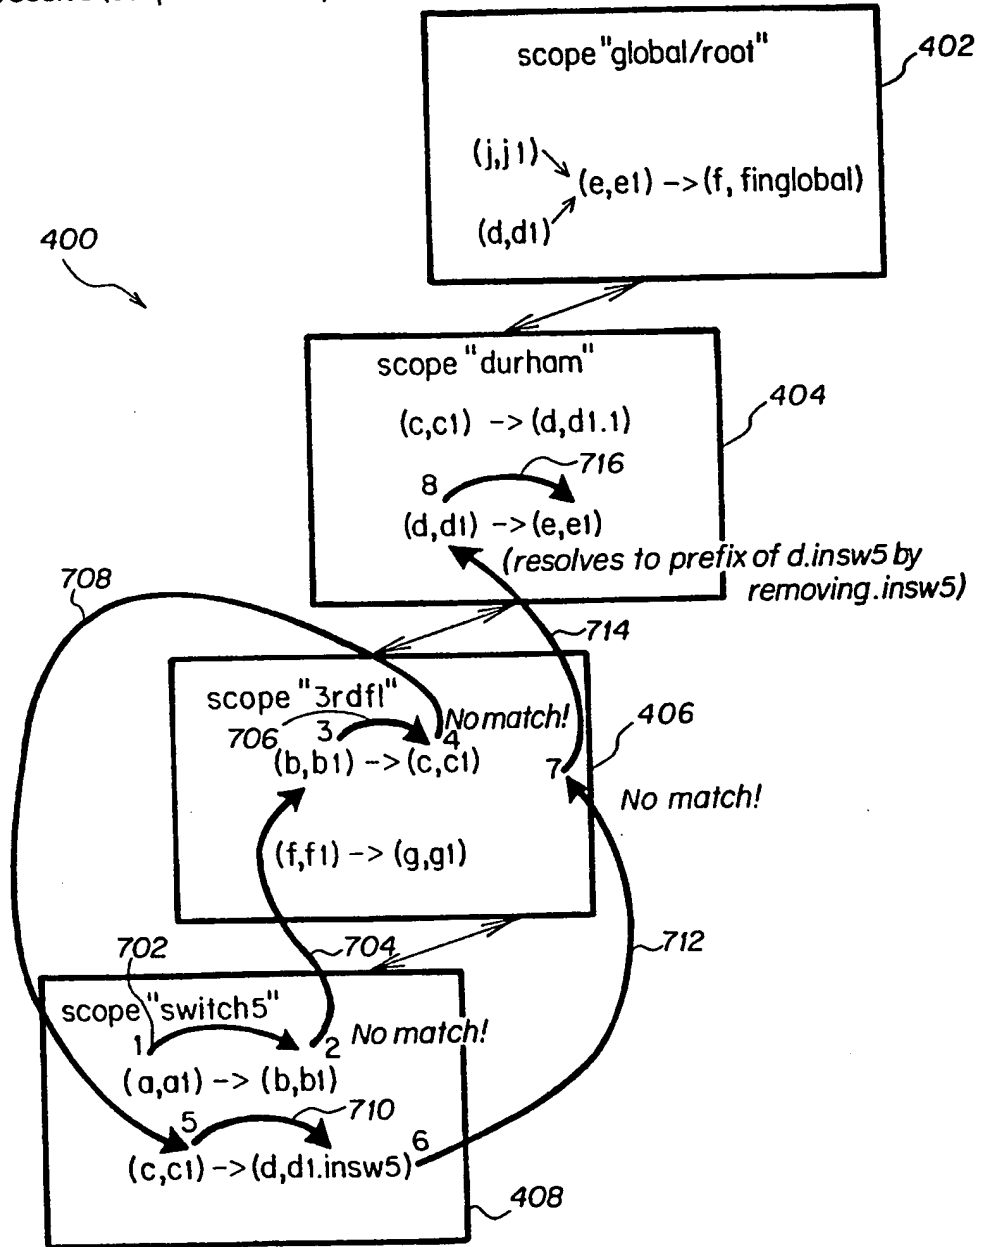 scope "global/root"
402
(j,j1)
(e,e1) -> (f, finglobal)
(d,d1)
400
scope "durham"
404
(c,c1) -> (d,d1.1)
716
8
(d,d1) -> (e,e1)
(resolves to prefix of d.insw5 by
removing.insw5)
708
714
scope "3rdfl"
No match!
406
706
3
4
(b,b1) -> (c,c1)
7
No match!
(f,f1) -> (g,g1)
702
704
712
scope "switch5"
1
2
No match!
(a,a1) -> (b,b1)
710
5
6
(c,c1) -> (d,d1.insw5)
408